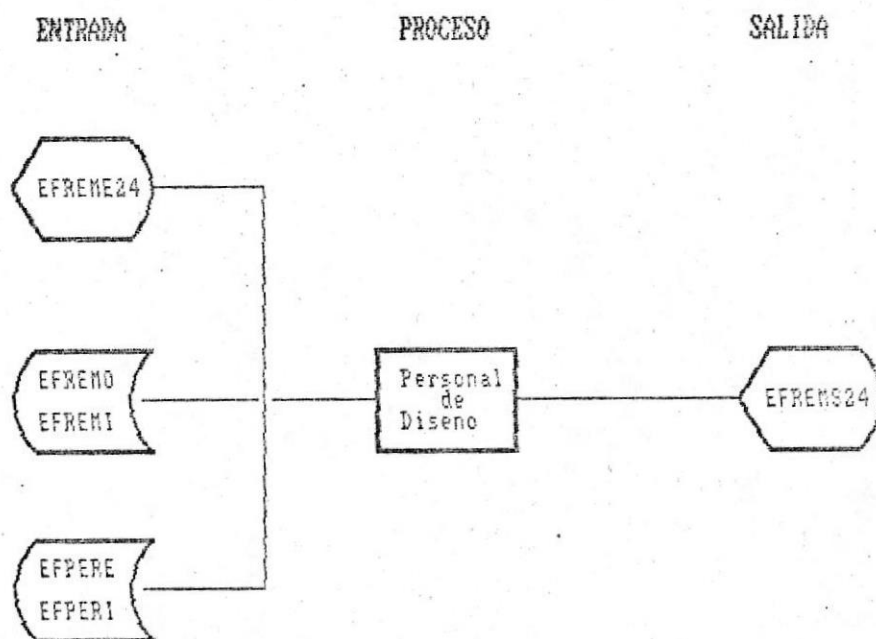 ENTRADA PROCESO SALIDA
EFREME24
EFREMO
EFREMI
Personal
de
Diseno
EFREMS24
EFPERE
EFPERI